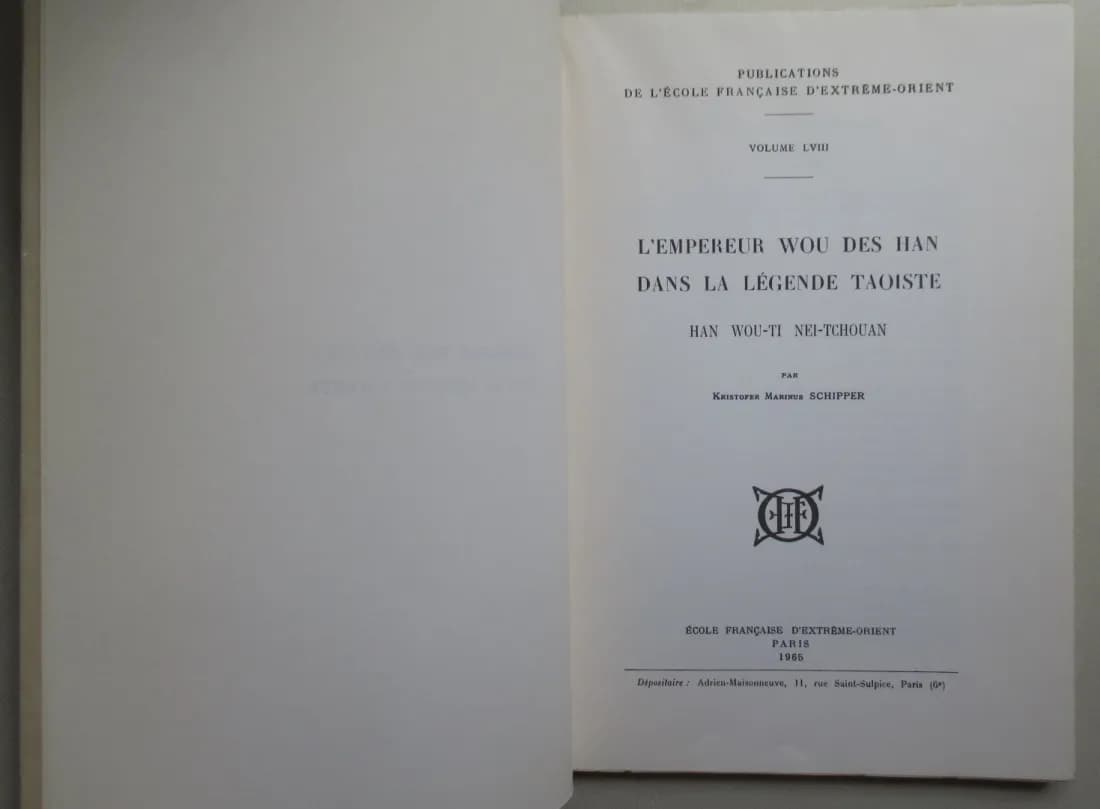 PUBLICATIONS
DE L'ÉCOLE FRANÇAISE D'EXTRÊME-ORIENT
VOLUME LVIII
L'EMPEREUR WOU DES HAN
DANS LA LÉGENDE TAOISTE
HAN WOU-TI NEI-TCHOUAN
PAR
Kristofer Marinus SCHIPPER
ÉCOLE FRANÇAISE D'EXTRÊME-ORIENT
PARIS
1965
Dépositaire : Adrien-Maisonneuve, 11, rue Saint-Sulpice, Paris (6e)